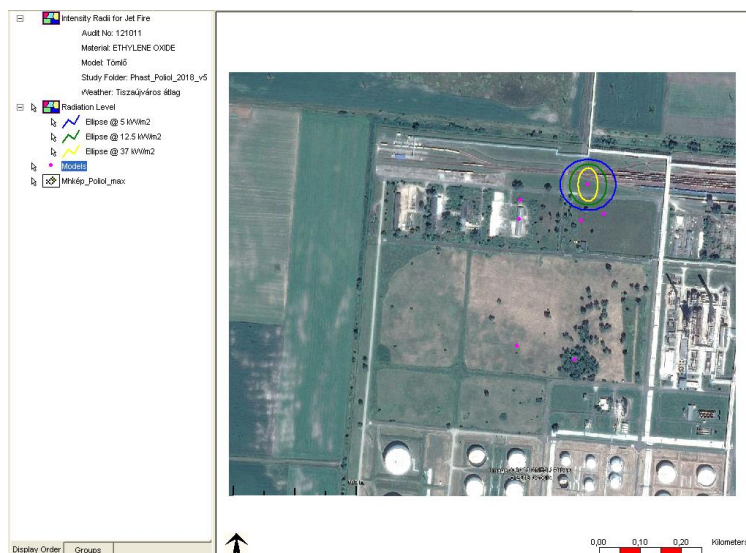 Intensity Radii for Jet Fire
Audit No: 121011
Material: ETHYLENE OXIDE
Model: Tömlő
Study Folder: Phast_Poliol_2018_v5
Weather: Tiszaújváros átlag
Radiation Level
Ellipse @ 5 kW/m2
Ellipse @ 12.5 kW/m2
Ellipse @ 37 kW/m2
Models
Mhkép_Poliol_max
Display Order
Groups
0,00 0,10 0,20 Kilometers